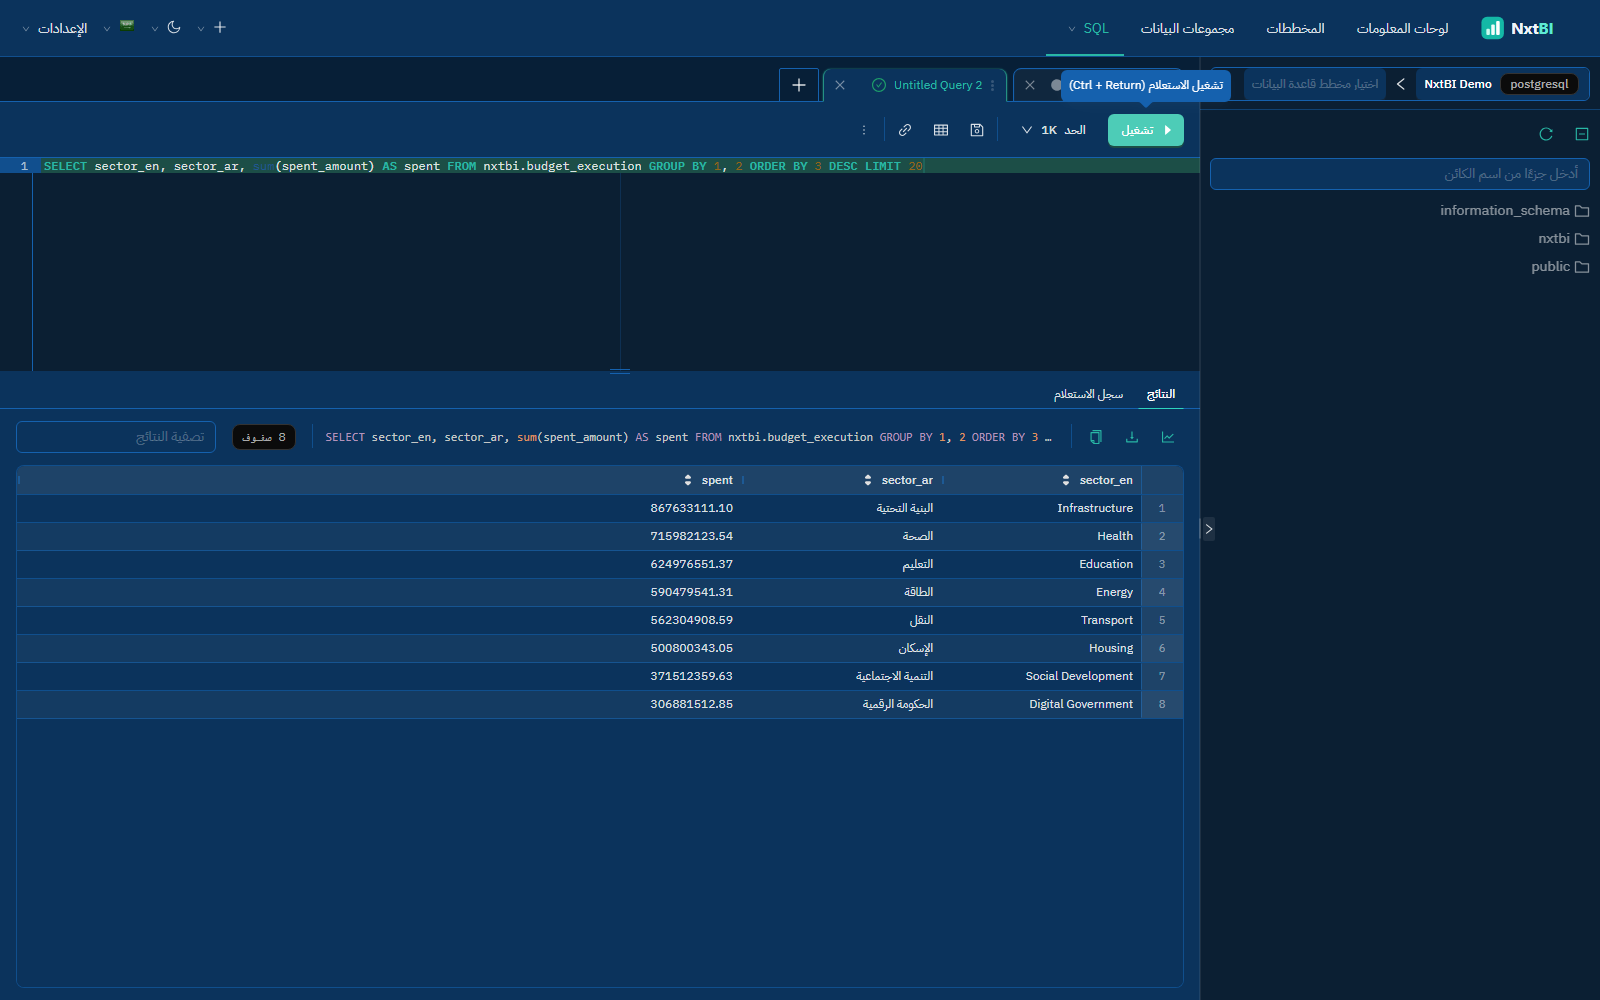 NxtBI
لوحات المعلومات
المخططات
مجموعات البيانات
SQL
الإعدادات
postgresql
NxtBI Demo
اختيار مخطط قاعدة البيانات
تشغيل الاستعلام (Ctrl + Return)
Untitled Query 2
تشغيل
الحد 1K
أدخل جزءًا من اسم الكائن
information_schema
nxtbi
public
1
SELECT sector_en, sector_ar, sum(spent_amount) AS spent FROM nxtbi.budget_execution GROUP BY 1, 2 ORDER BY 3 DESC LIMIT 20
النتائج
سجل الاستعلام
SELECT sector_en, sector_ar, sum(spent_amount) AS spent FROM nxtbi.budget_execution GROUP BY 1, 2 ORDER BY 3 …
8 صفوف
تصفية النتائج
sector_en sector_ar spent
1 Infrastructure البنية التحتية 867633111.10
2 Health الصحة 715982123.54
3 Education التعليم 624976551.37
4 Energy الطاقة 590479541.31
5 Transport النقل 562304908.59
6 Housing الإسكان 500800343.05
7 Social Development التنمية الاجتماعية 371512359.63
8 Digital Government الحكومة الرقمية 306881512.85